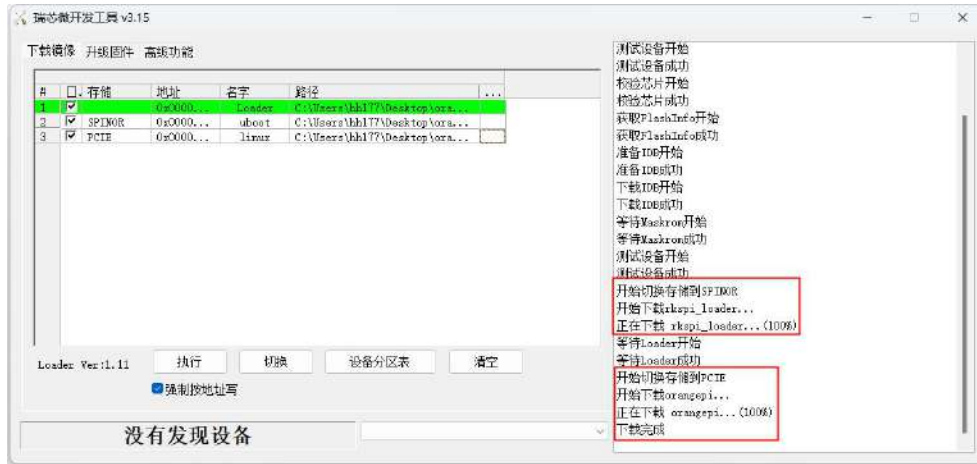 瑞芯微开发工具 v3.15
下载镜像 升级固件 高级功能
# 存储 地址 名字 路径 ...
1 0x0000... Loader C:\Users\hh177\Desktop\ora...
2 SPINOR 0x0000... uboot C:\Users\hh177\Desktop\ora...
3 PCIE 0x0000... linux C:\Users\hh177\Desktop\ora...
Loader Ver:1.11 执行 切换 设备分区表 清空
强制按地址写
没有发现设备
测试设备开始
测试设备成功
校验芯片开始
校验芯片成功
获取FlashInfo开始
获取FlashInfo成功
准备IDB开始
准备IDB成功
下载IDB开始
下载IDB成功
等待Maskrom开始
等待Maskrom成功
测试设备开始
测试设备成功
开始切换存储到SPINOR
开始下载rkspi_loader...
正在下载 rkspi_loader...(100%)
等待Loader开始
等待Loader成功
开始切换存储到PCIE
开始下载orangepi...
正在下载 orangepi...(100%)
下载完成